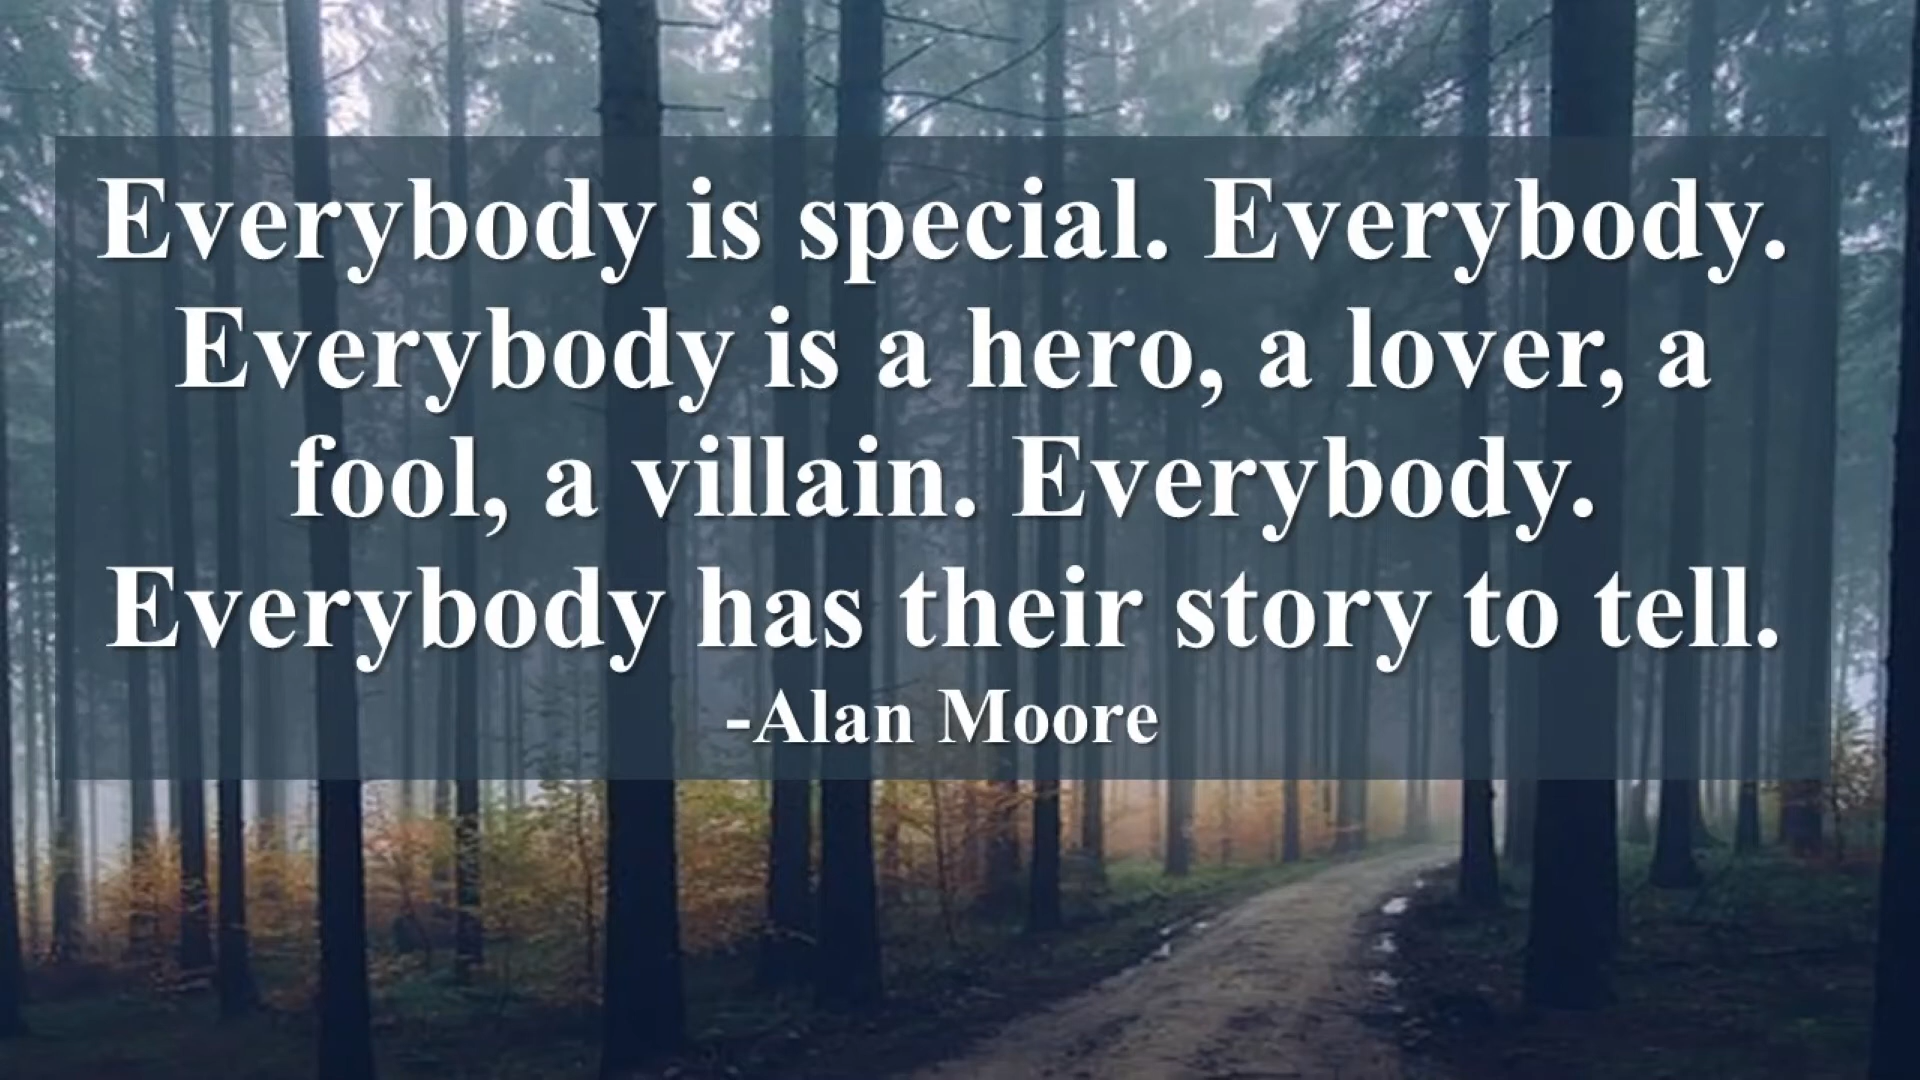 Everybody is special. Everybody.
Everybody is a hero, a lover, a
fool, a villain. Everybody.
Everybody has their story to tell.
-Alan Moore